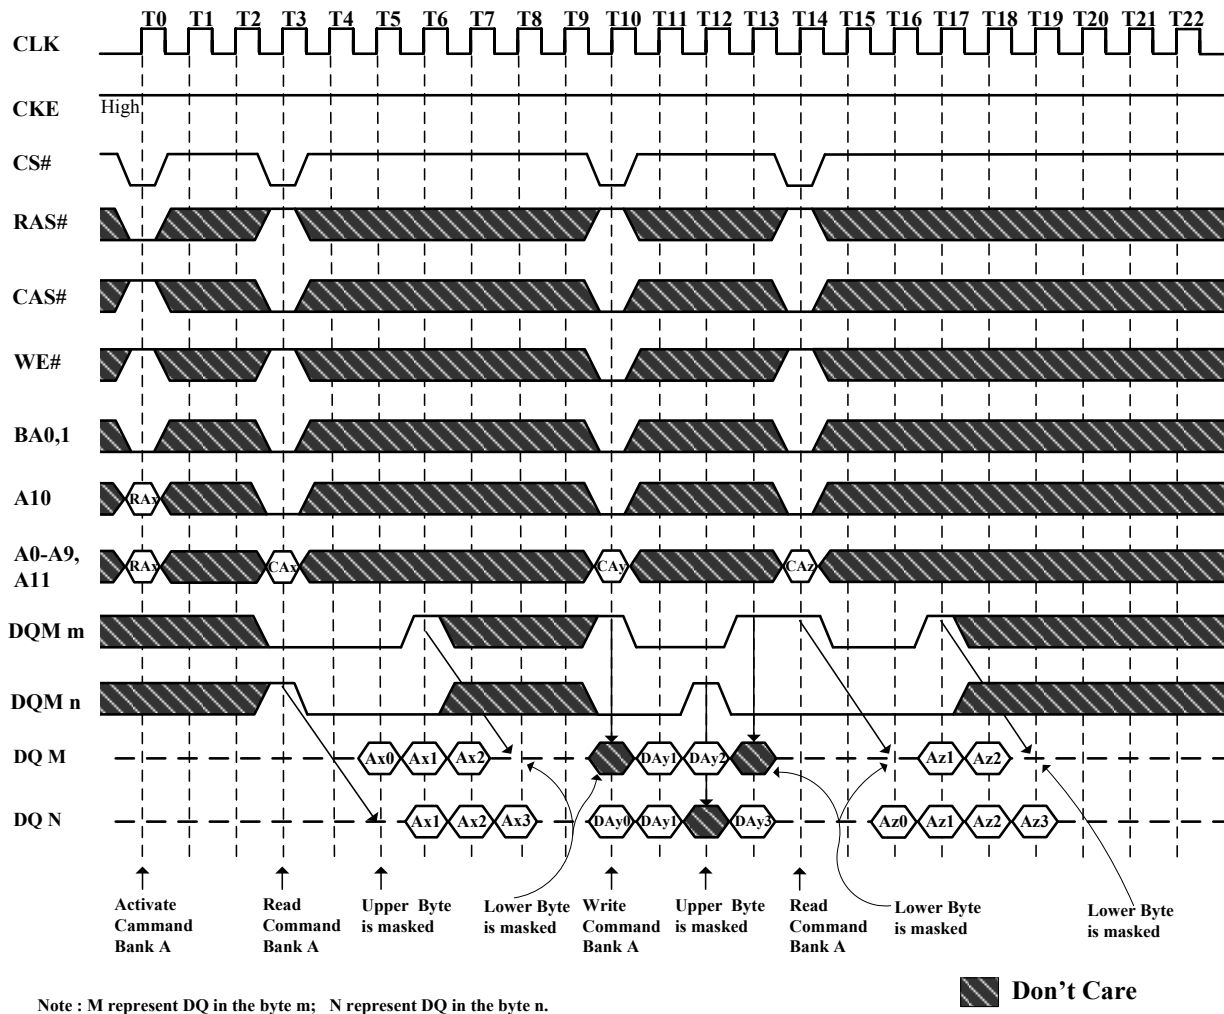 T0 T1 T2 T3 T4 T5 T6 T7 T8 T9 T10 T11 T12 T13 T14 T15 T16 T17 T18 T19 T20 T21 T22
CLK
CKE High
CS#
RAS#
CAS#
WE#
BA0,1
A10 RAx
A0-A9,
A11 RAx CAx CAy CAz
DQM m
DQM n
DQ M Ax0 Ax1 Ax2 DAy1 DAy2 Az1 Az2
DQ N Ax1 Ax2 Ax3 DAy0 DAy1 DAy3 Az0 Az1 Az2 Az3
Activate
Cammand
Bank A
Read
Command
Bank A
Upper Byte
is masked
Lower Byte
is masked
Write
Command
Bank A
Upper Byte
is masked
Read
Command
Bank A
Lower Byte
is masked
Lower Byte
is masked
Don't Care
Note : M represent DQ in the byte m; N represent DQ in the byte n.